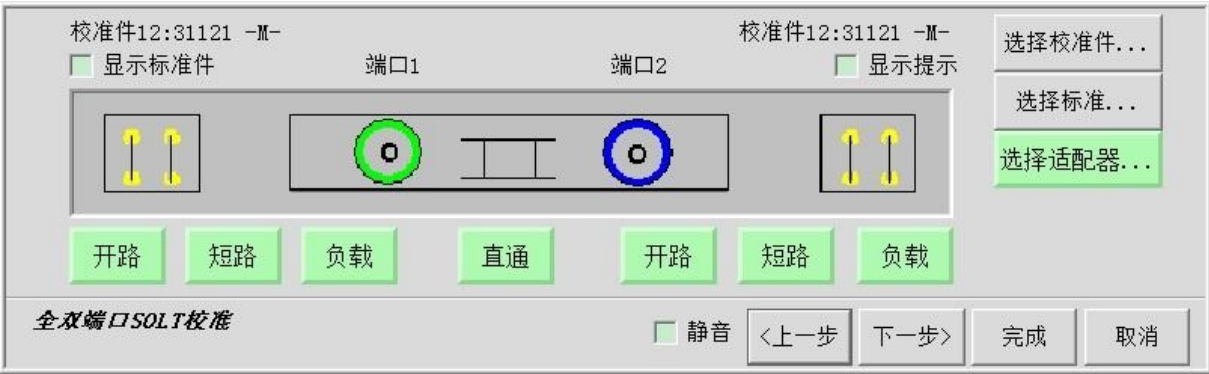 校准件12:31121 -M-
校准件12:31121 -M-
选择校准件...
显示标准件
端口1
端口2
显示提示
选择标准...
选择适配器...
开路
短路
负载
直通
开路
短路
负载
全双端口SOLT校准
静音
<上一步
下一步>
完成
取消